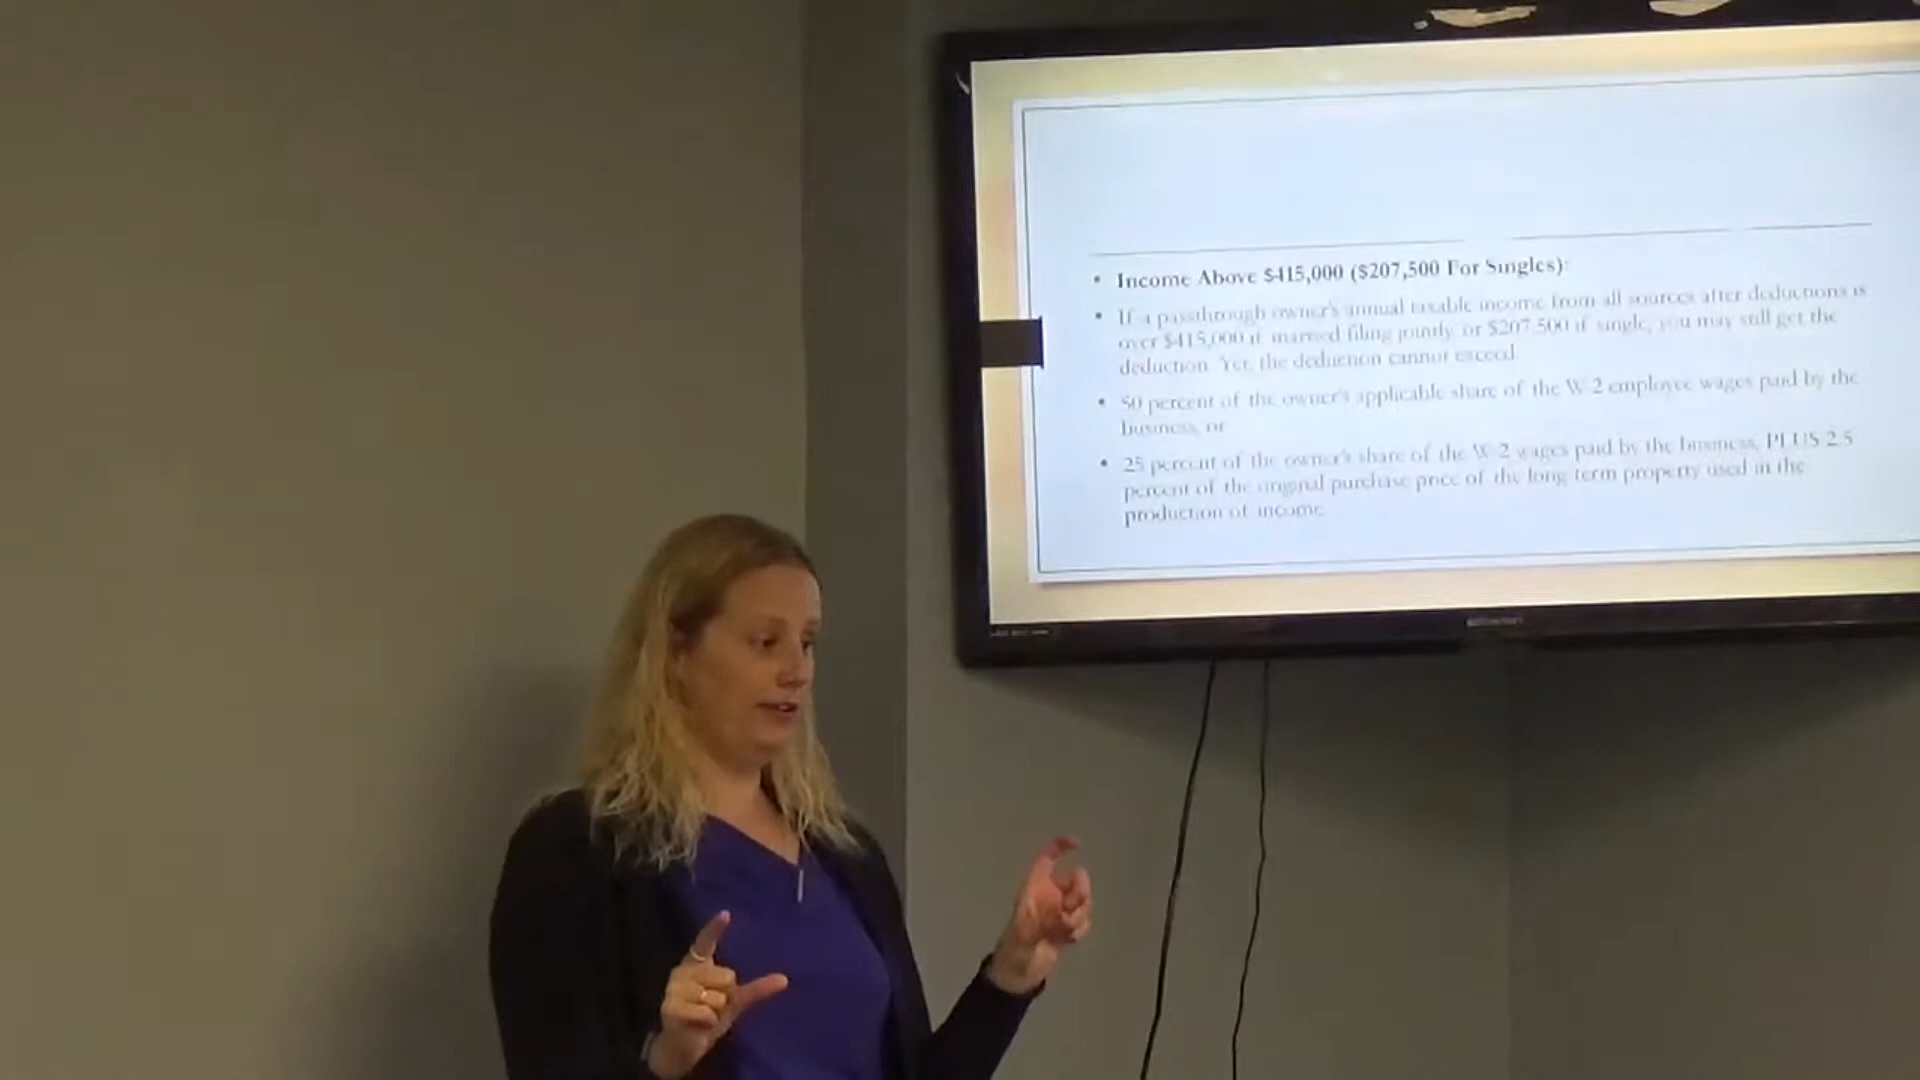 • Income Above $415,000 ($207,500 For Singles):
• If a passthrough owner's annual taxable income from all sources after deductions is
over $415,000 if married filing jointly or $207,500 if single, you may still get the
deduction. Yet, the deduction cannot exceed:
• 50 percent of the owner's applicable share of the W-2 employee wages paid by the
business, or
• 25 percent of the owner's share of the W-2 wages paid by the business, PLUS 2.5
percent of the original purchase price of the long-term property used in the
production of income.